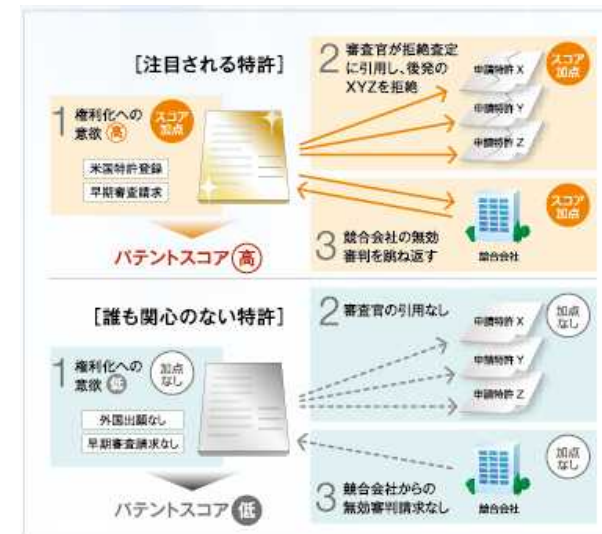 [注目される特許]
1 権利化への
意欲 高
スコア
加点
米国特許登録
早期審査請求
パテントスコア 高
2 審査官が拒絶査定
に引用し、後発の
XYZを拒絶
申請特許 X
申請特許 Y
申請特許 Z
スコア
加点
3 競合会社の無効
審判を跳ね返す
スコア
加点
競合会社
[誰も関心のない特許]
1 権利化への
意欲 低
加点
なし
外国出願なし
早期審査請求なし
パテントスコア 低
2 審査官の引用なし
申請特許 X
申請特許 Y
申請特許 Z
加点
なし
3 競合会社からの
無効審判請求なし
加点
なし
競合会社